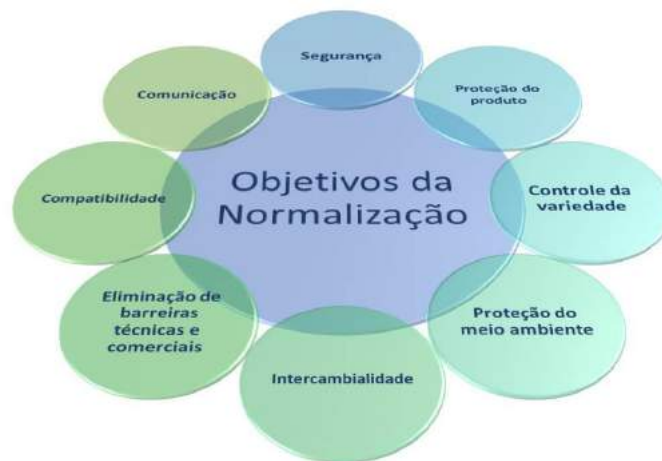 Objetivos da
Normalização
Segurança
Proteção do
produto
Controle da
variedade
Proteção do
meio ambiente
Intercambialidade
Eliminação de
barreiras
técnicas e
comerciais
Compatibilidade
Comunicação